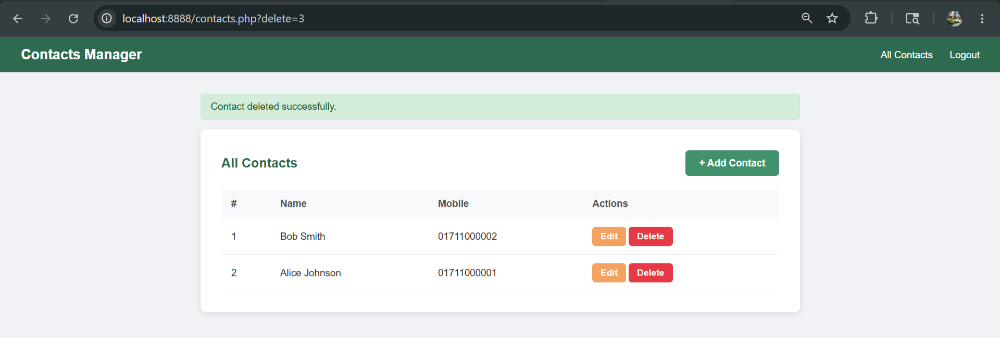 localhost:8888/contacts.php?delete=3
Contacts Manager All Contacts Logout
Contact deleted successfully.
All Contacts + Add Contact
# Name Mobile Actions
1 Bob Smith 01711000002 Edit Delete
2 Alice Johnson 01711000001 Edit Delete